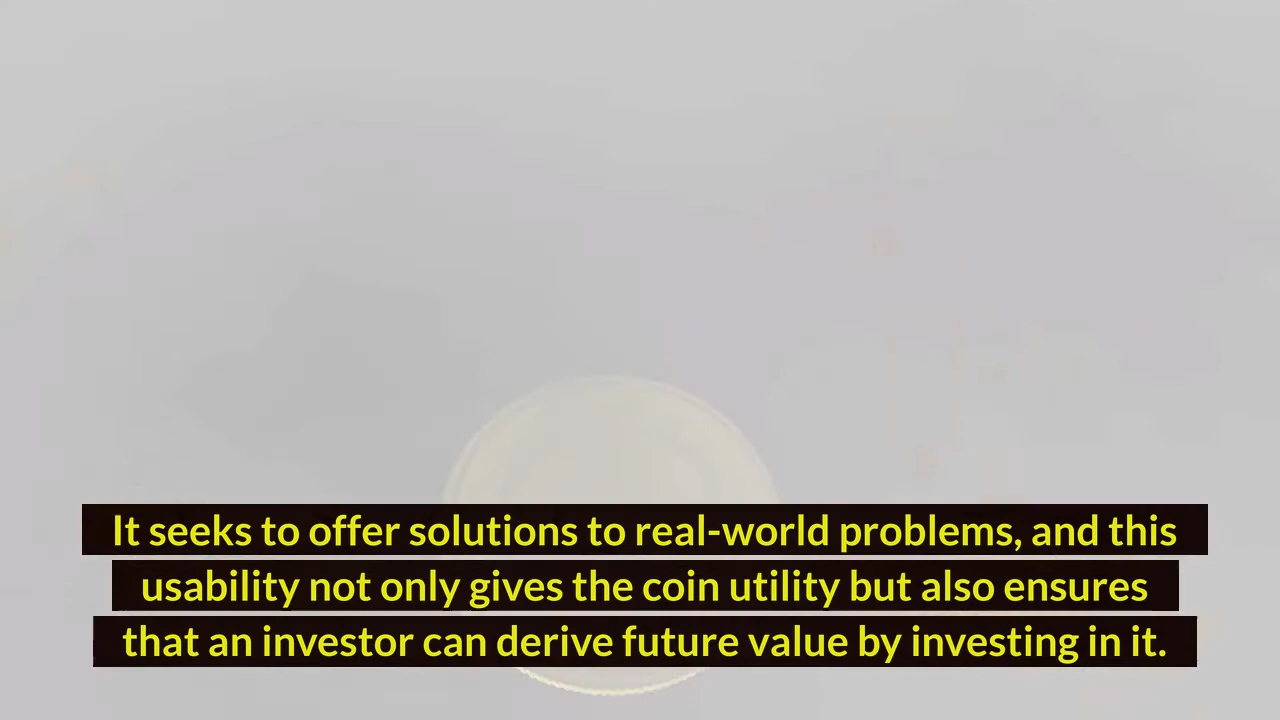 It seeks to offer solutions to real-world problems, and this
usability not only gives the coin utility but also ensures
that an investor can derive future value by investing in it.